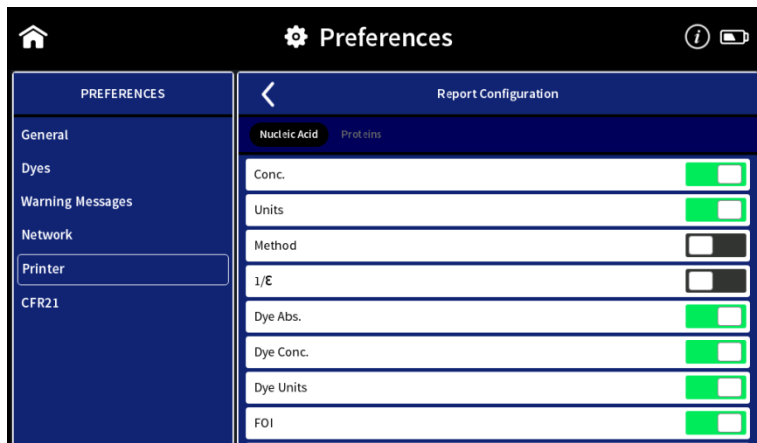 Preferences
i
PREFERENCES
General
Dyes
Warning Messages
Network
Printer
CFR21
Report Configuration
Nucleic Acid
Proteins
Conc.
Units
Method
1/Ɛ
Dye Abs.
Dye Conc.
Dye Units
FOI